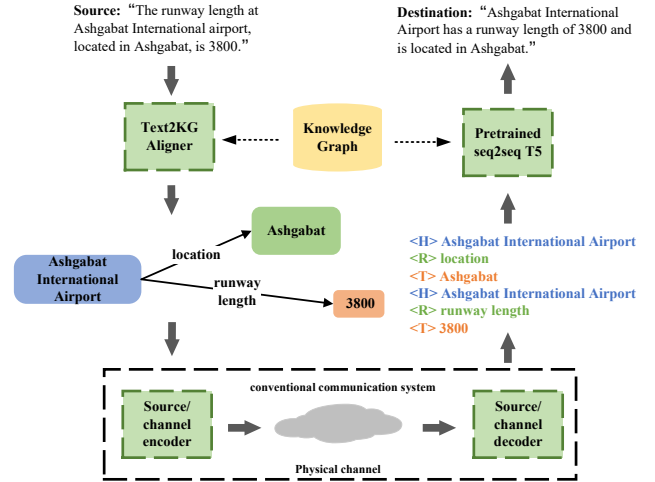 Source: “The runway length at
Ashgabat International airport,
located in Ashgabat, is 3800.”
Destination: “Ashgabat International
Airport has a runway length of 3800 and
is located in Ashgabat.”
Text2KG
Aligner
Knowledge
Graph
Pretrained
seq2seq T5
Ashgabat
International
Airport
location
Ashgabat
runway
length
3800
<H> Ashgabat International Airport
<R> location
<T> Ashgabat
<H> Ashgabat International Airport
<R> runway length
<T> 3800
conventional communication system
Source/
channel
encoder
Source/
channel
decoder
Physical channel